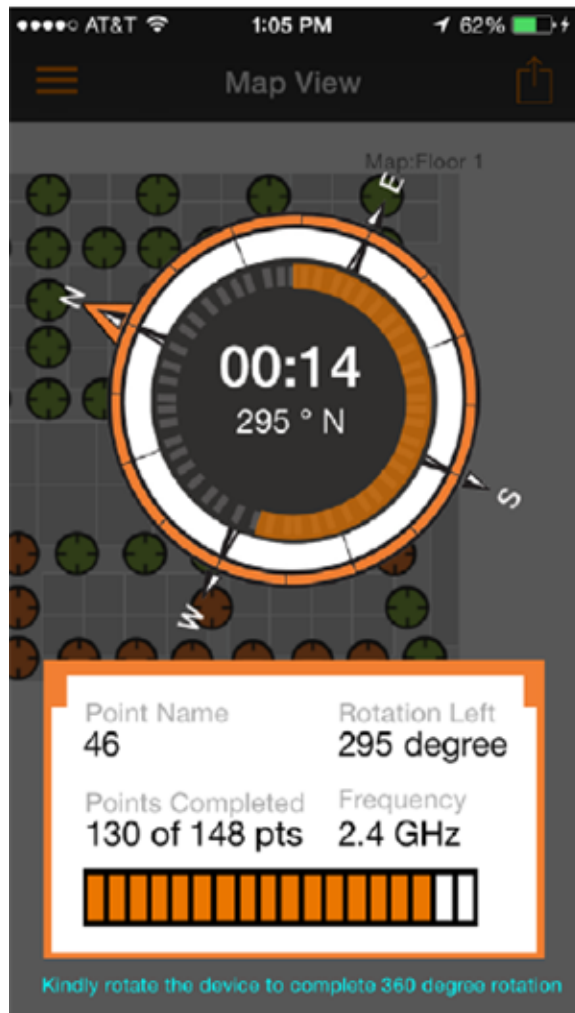 AT&T 1:05 PM 62%
Map View
Map:Floor 1
E
N
00:14
295 ° N
S
W
Point Name Rotation Left
46 295 degree
Points Completed Frequency
130 of 148 pts 2.4 GHz
Kindly rotate the device to complete 360 degree rotation